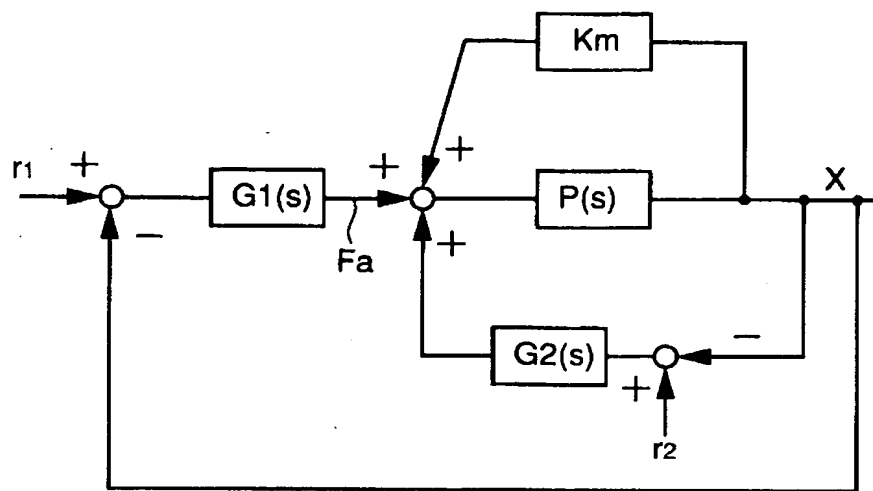 Km
+
r1
+
G1(s)
+
+
P(s)
X
−
Fa
+
G2(s)
−
+
r2